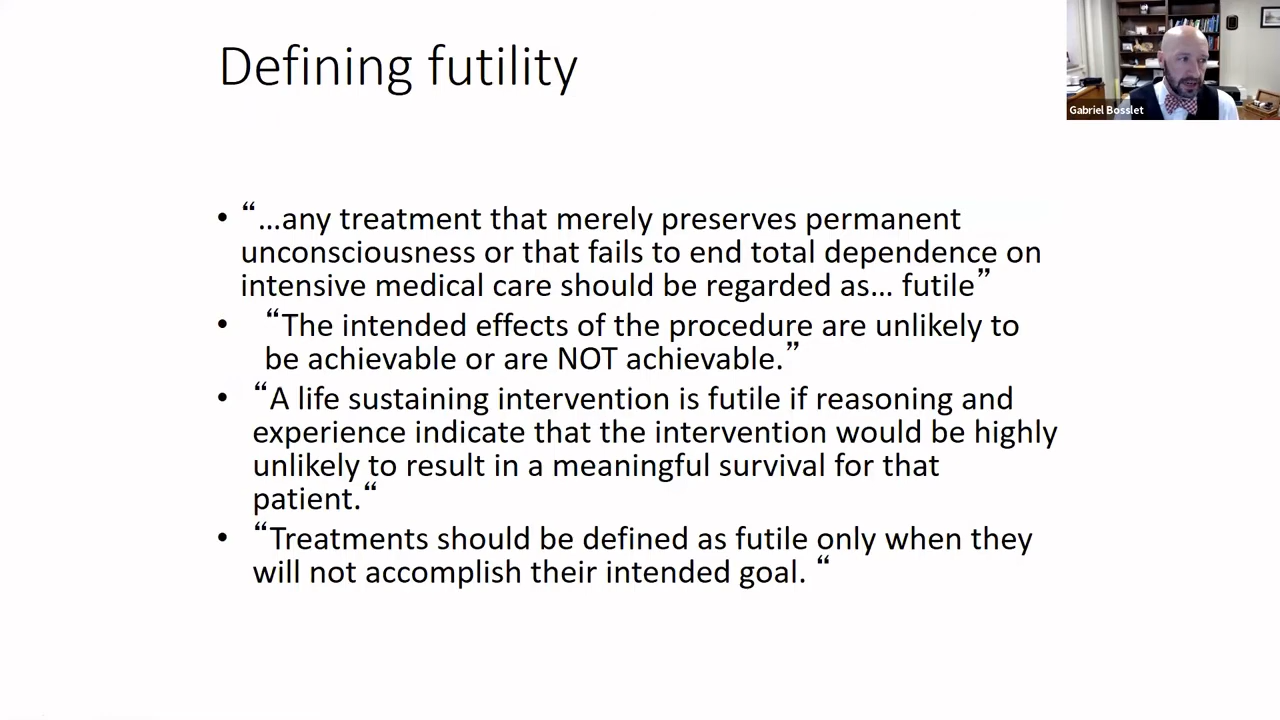 Defining futility
Gabriel Bosslet
• “…any treatment that merely preserves permanent
unconsciousness or that fails to end total dependence on
intensive medical care should be regarded as… futile”
• “The intended effects of the procedure are unlikely to
be achievable or are NOT achievable.”
• “A life sustaining intervention is futile if reasoning and
experience indicate that the intervention would be highly
unlikely to result in a meaningful survival for that
patient.“
• “Treatments should be defined as futile only when they
will not accomplish their intended goal. “